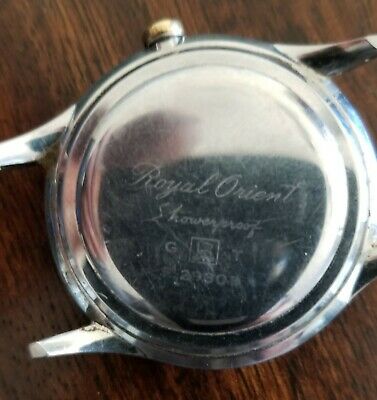 Royal Orient
Showerproof
G T